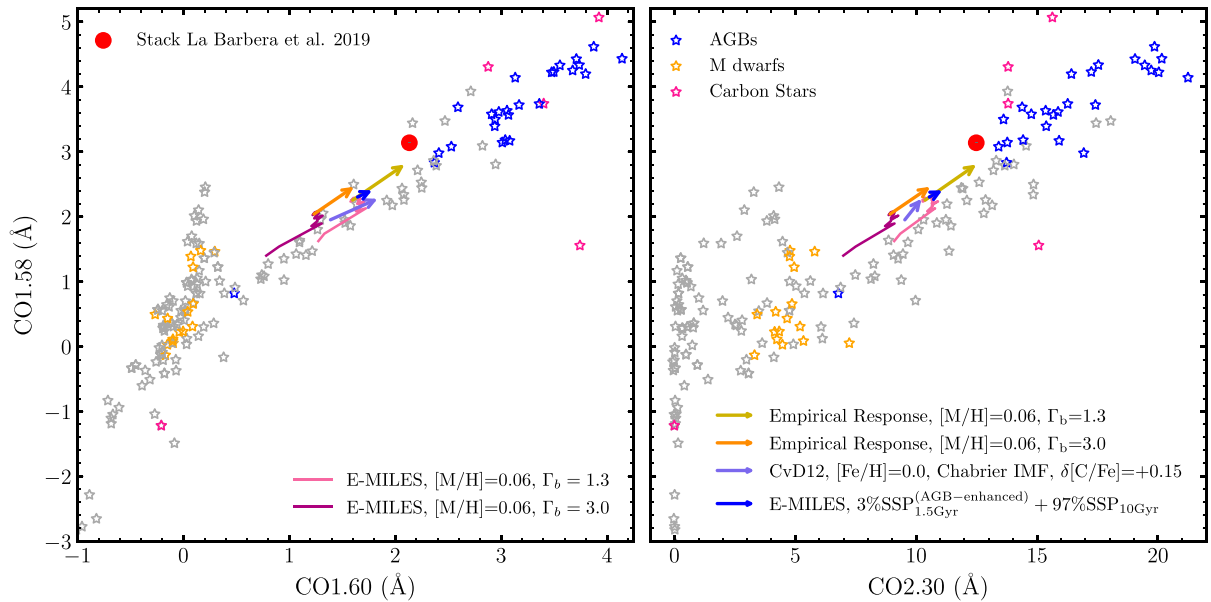 Stack La Barbera et al. 2019
AGBs
M dwarfs
Carbon Stars
5
4
3
2
1
0
−1
−2
−3
CO1.58 (Å)
E-MILES, [M/H]=0.06, Γb = 1.3
E-MILES, [M/H]=0.06, Γb = 3.0
Empirical Response, [M/H]=0.06, Γb=1.3
Empirical Response, [M/H]=0.06, Γb=3.0
CvD12, [Fe/H]=0.0, Chabrier IMF, δ[C/Fe]=+0.15
E-MILES, 3%SSP(AGB−enhanced)1.5Gyr + 97%SSP10Gyr
−1 0 1 2 3 4
0 5 10 15 20
CO1.60 (Å)
CO2.30 (Å)